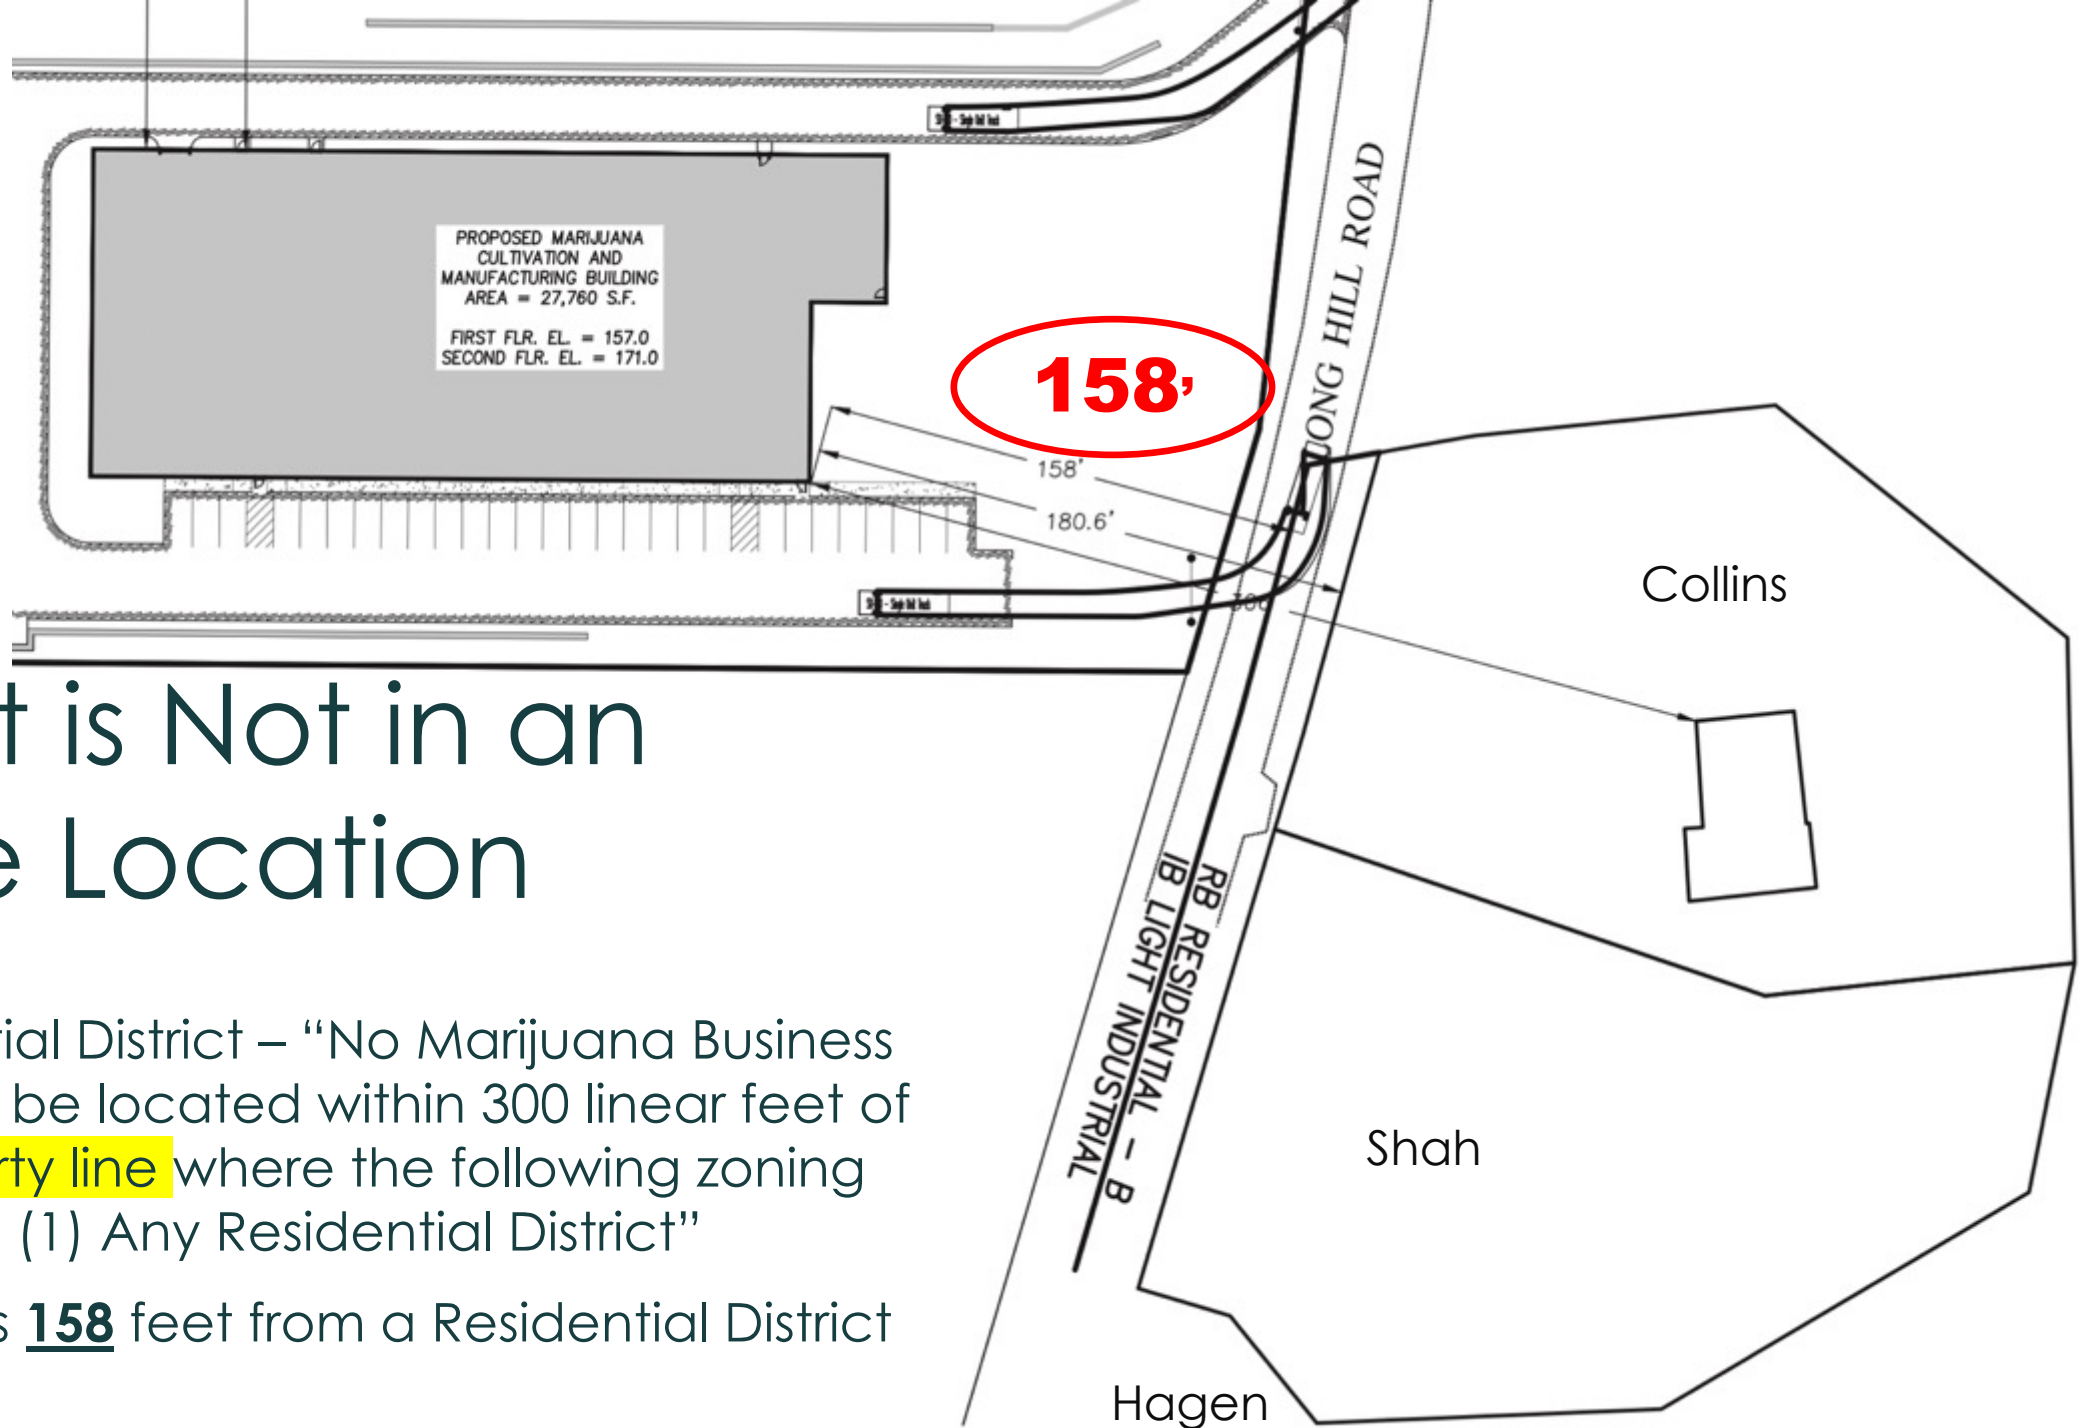 PROPOSED MARIJUANA
CULTIVATION AND
MANUFACTURING BUILDING
AREA = 27,760 S.F.
FIRST FLR. EL. = 157.0
SECOND FLR. EL. = 171.0
LONG HILL ROAD
158'
158'
180.6'
Collins
t is Not in an
e Location
RB RESIDENTIAL - B
IB LIGHT INDUSTRIAL
tial District – “No Marijuana Business
be located within 300 linear feet of
rty line where the following zoning
(1) Any Residential District”
s 158 feet from a Residential District
Shah
Hagen